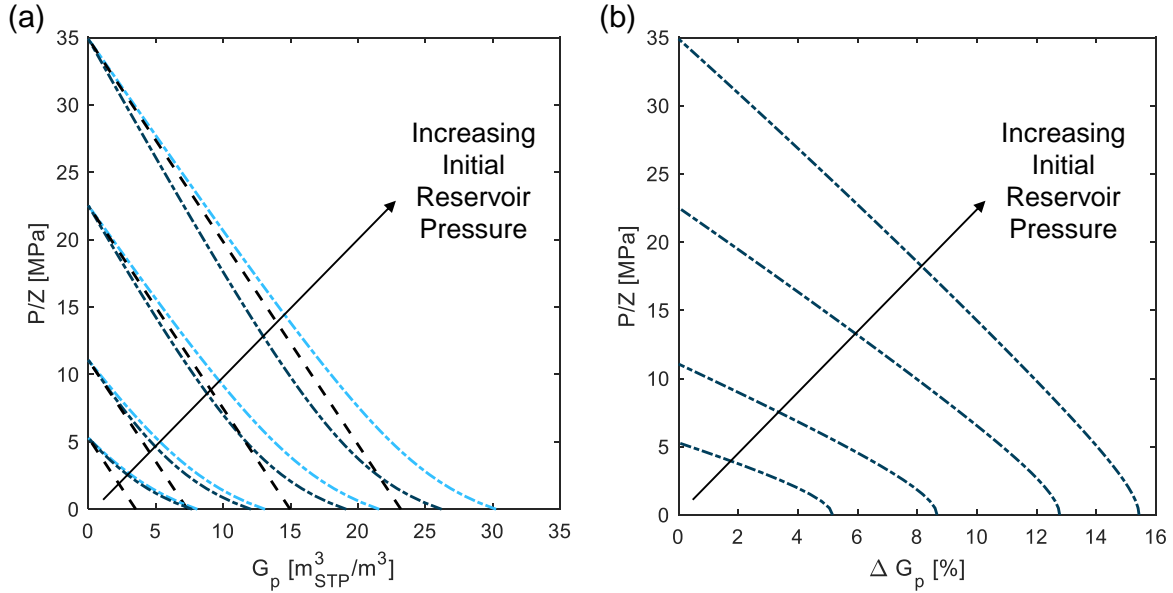 (a)
35
30
25
20
15
10
5
0
P/Z [MPa]
Increasing
Initial
Reservoir
Pressure
0 5 10 15 20 25 30 35
G_p [m^3_STP/m^3]
(b)
35
30
25
20
15
10
5
0
P/Z [MPa]
Increasing
Initial
Reservoir
Pressure
0 2 4 6 8 10 12 14 16
Δ G_p [%]